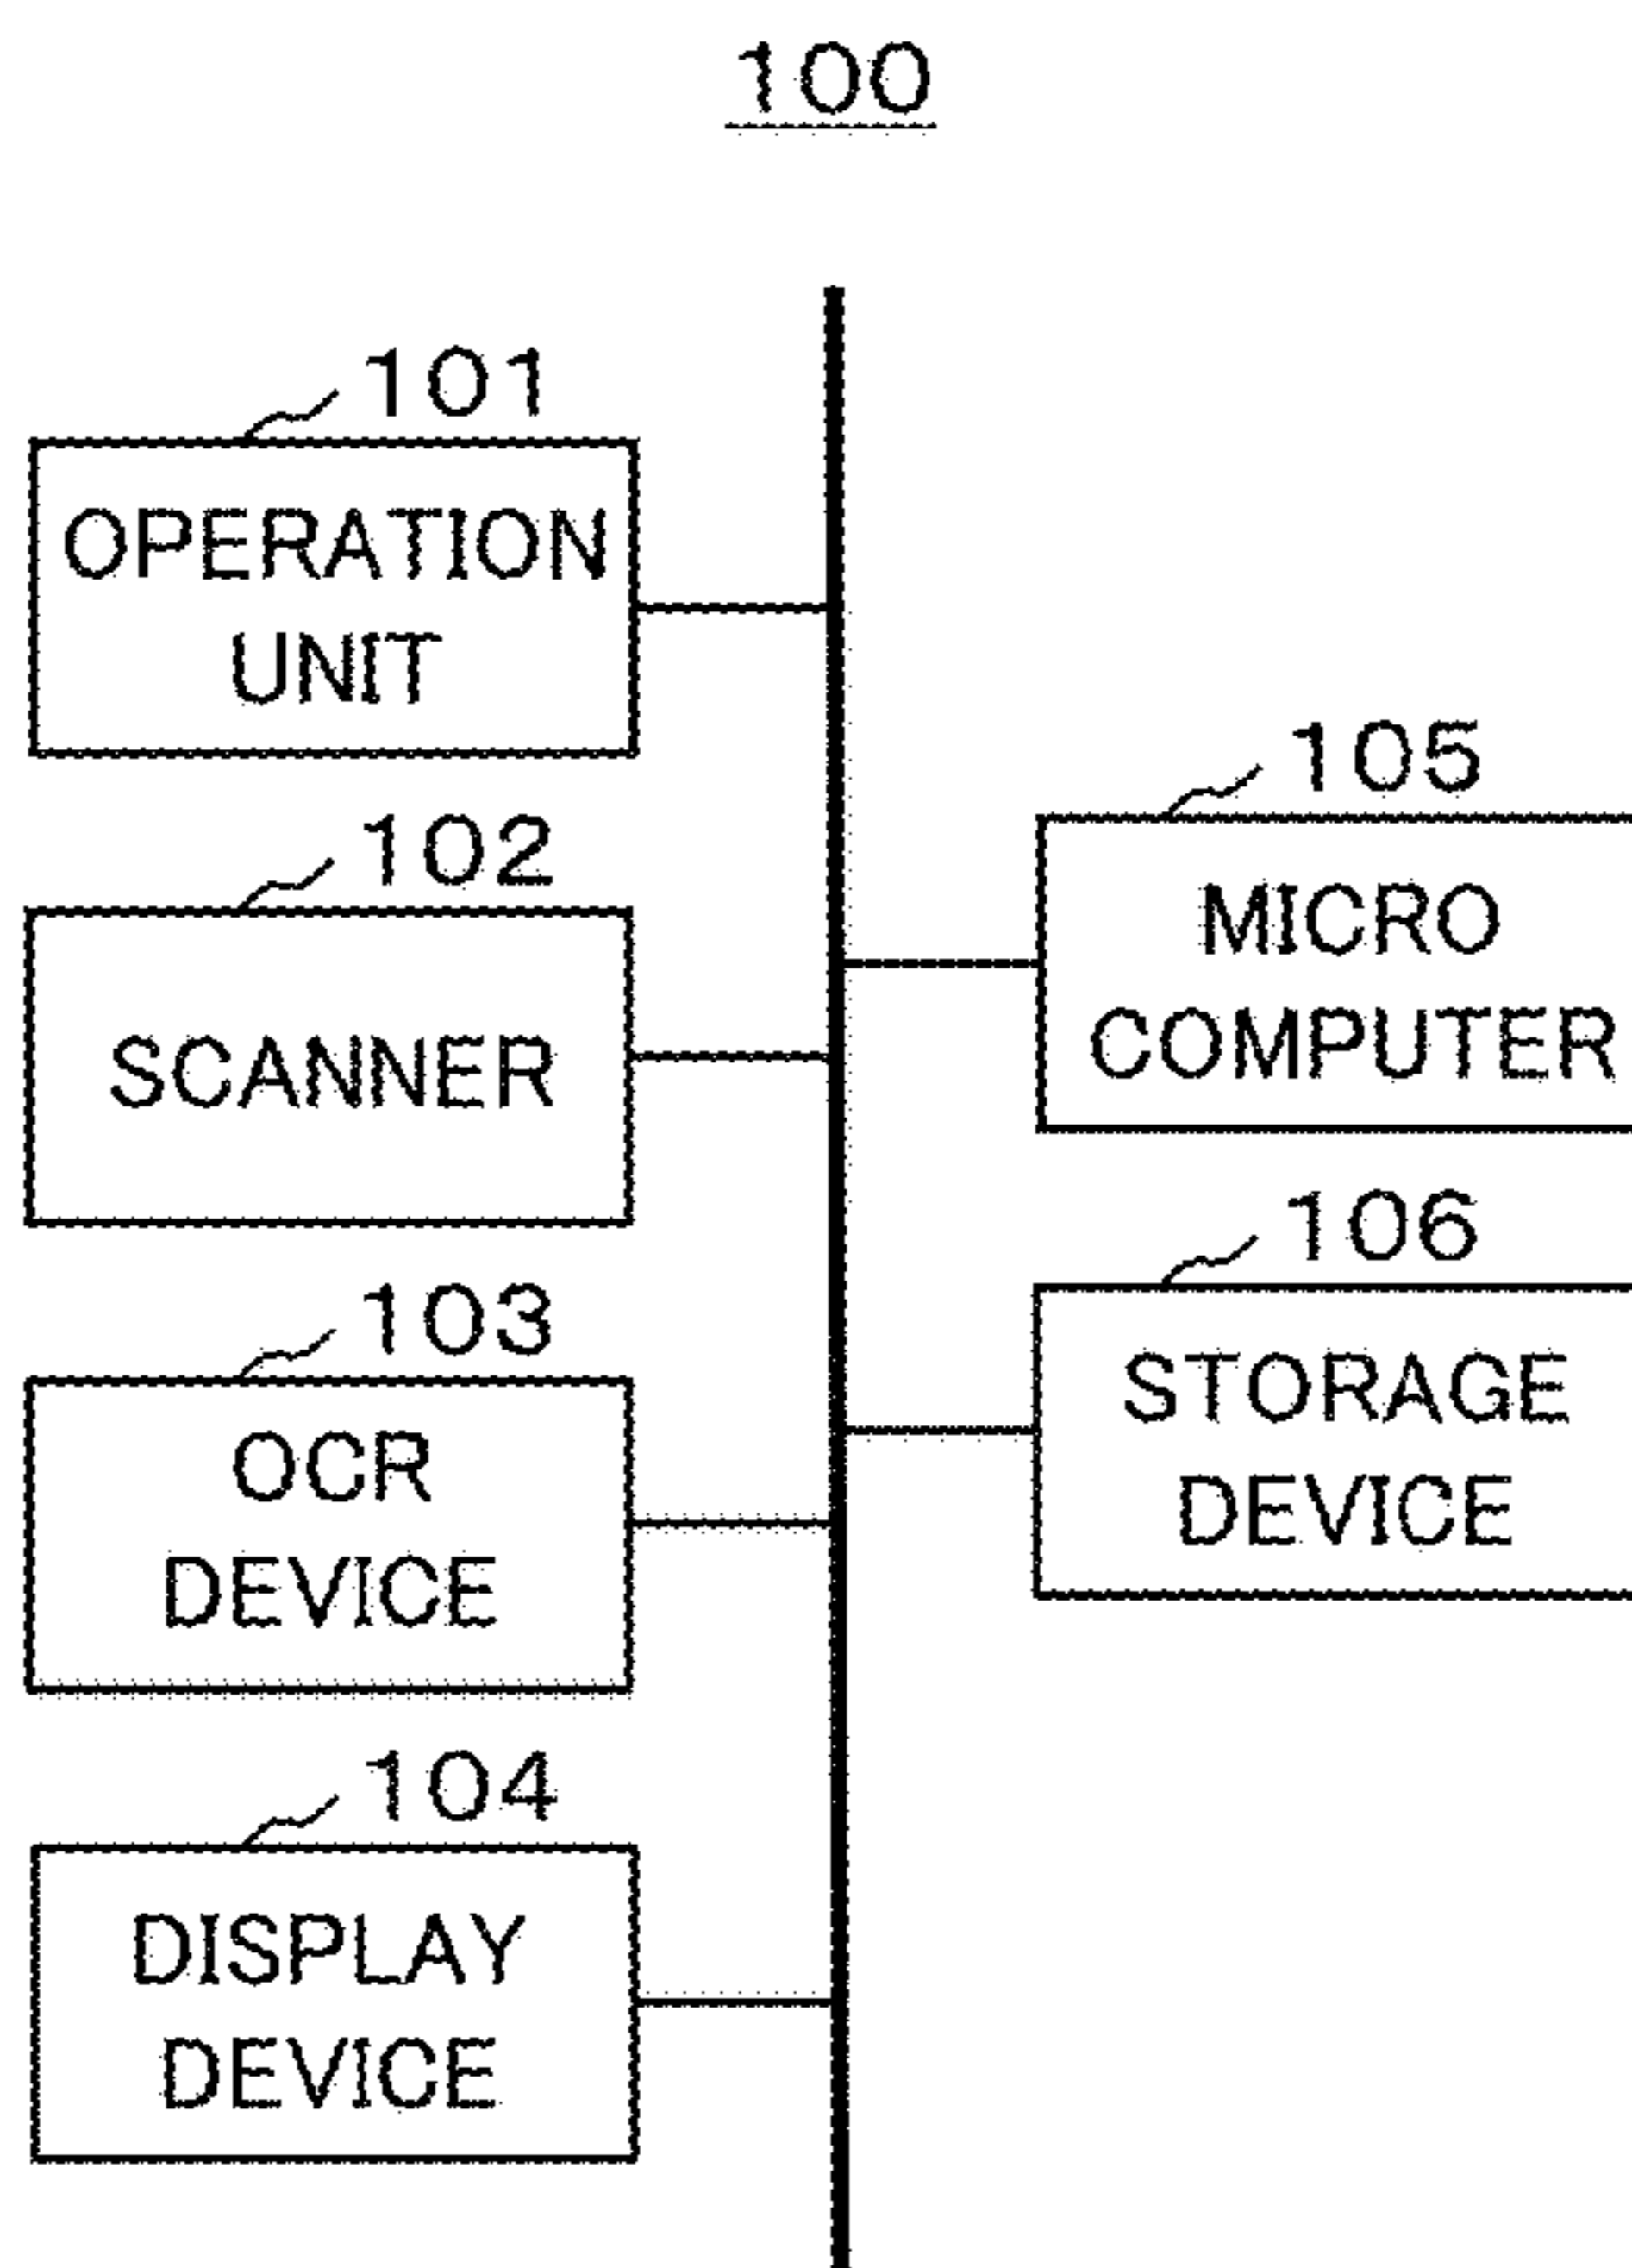 100
101
OPERATION
UNIT
102
SCANNER
103
OCR
DEVICE
104
DISPLAY
DEVICE
105
MICRO
COMPUTER
106
STORAGE
DEVICE